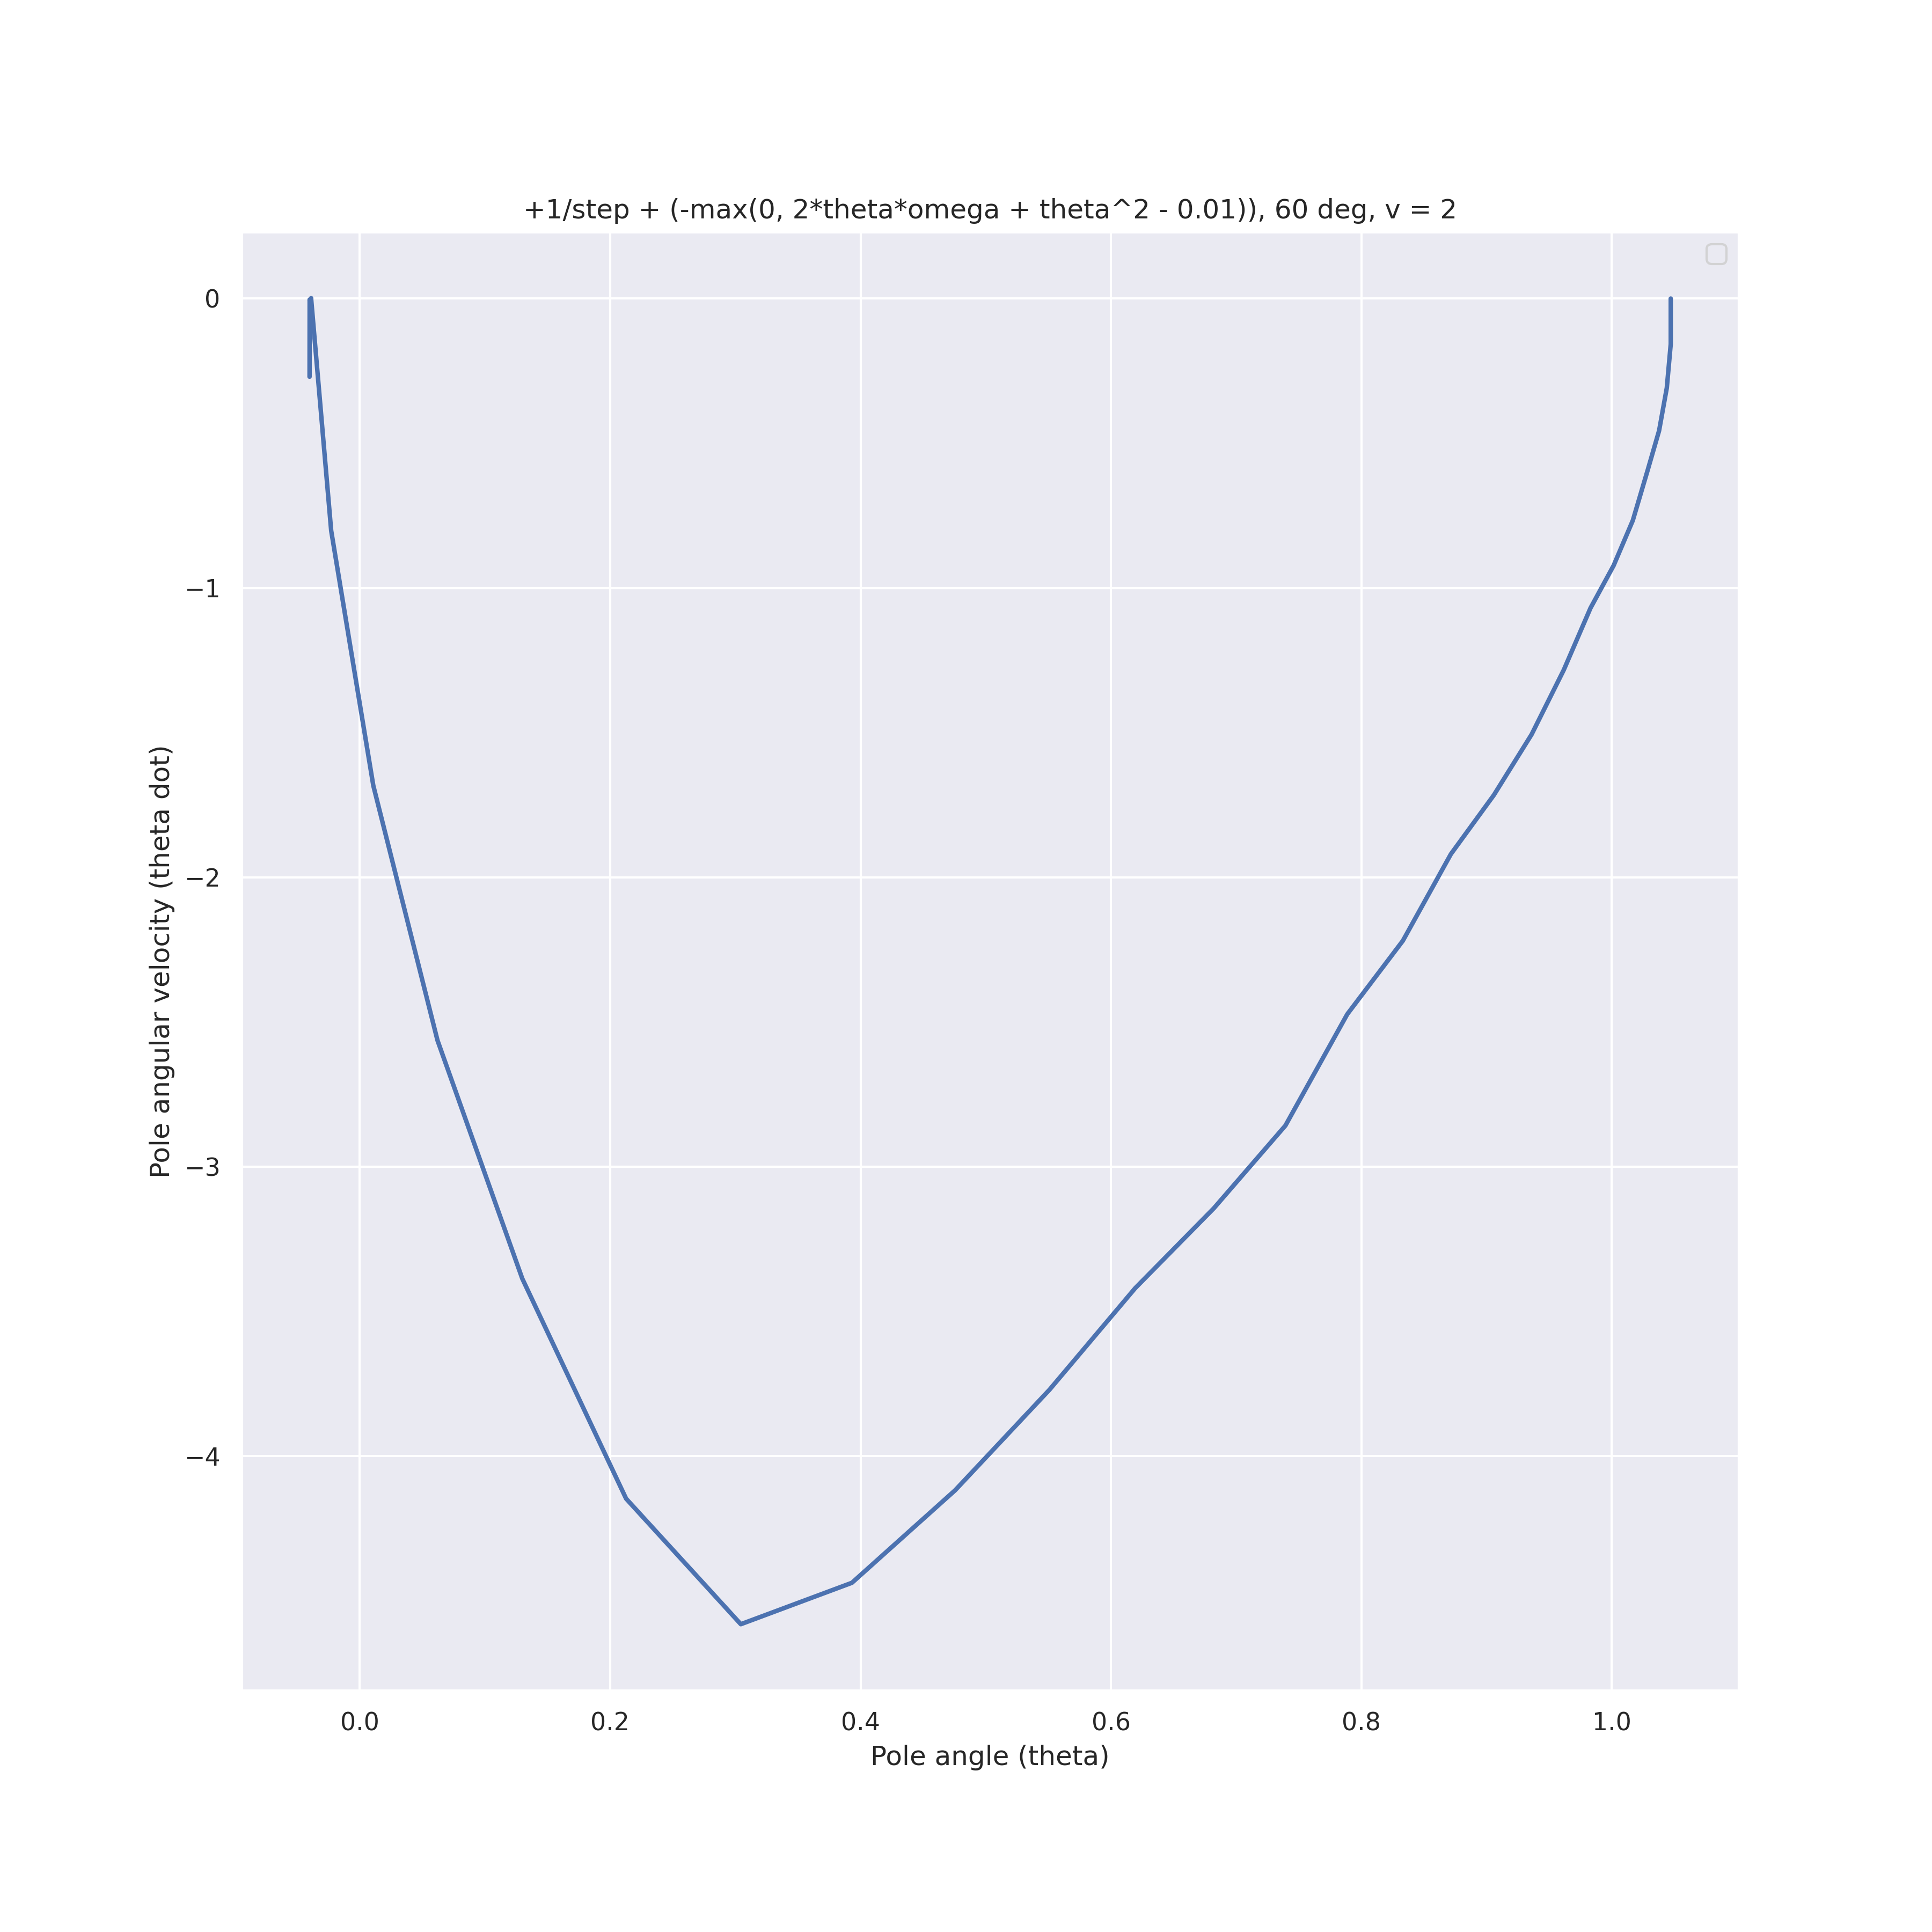 +1/step + (-max(0, 2*theta*omega + theta^2 - 0.01)), 60 deg, v = 2
0
−1
−2
−3
−4
Pole angular velocity (theta dot)
0.0 0.2 0.4 0.6 0.8 1.0
Pole angle (theta)